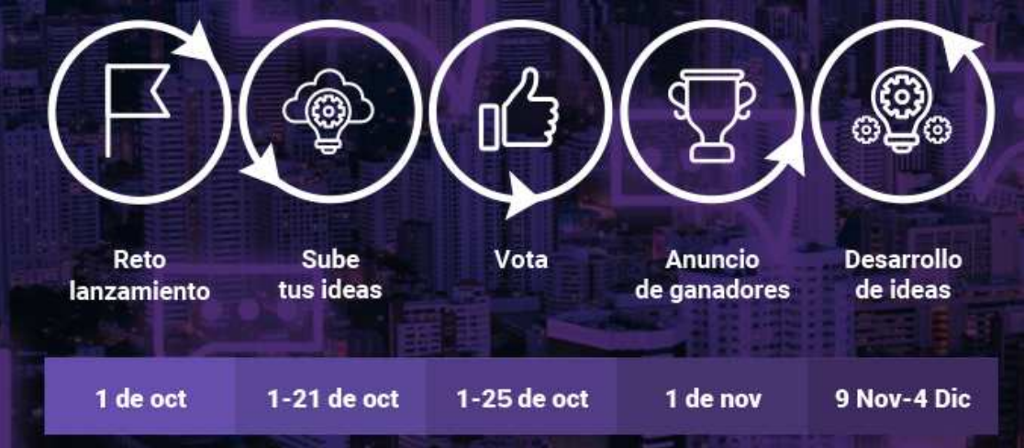 Reto
lanzamiento
Sube
tus ideas
Vota
Anuncio
de ganadores
Desarrollo
de ideas
1 de oct
1-21 de oct
1-25 de oct
1 de nov
9 Nov-4 Dic